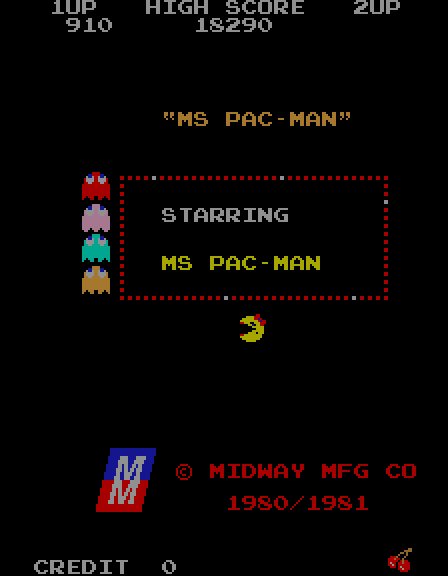 1UP HIGH SCORE 2UP
910 18290
"MS PAC-MAN"
STARRING
MS PAC-MAN
M
M
© MIDWAY MFG CO
1980/1981
CREDIT 0